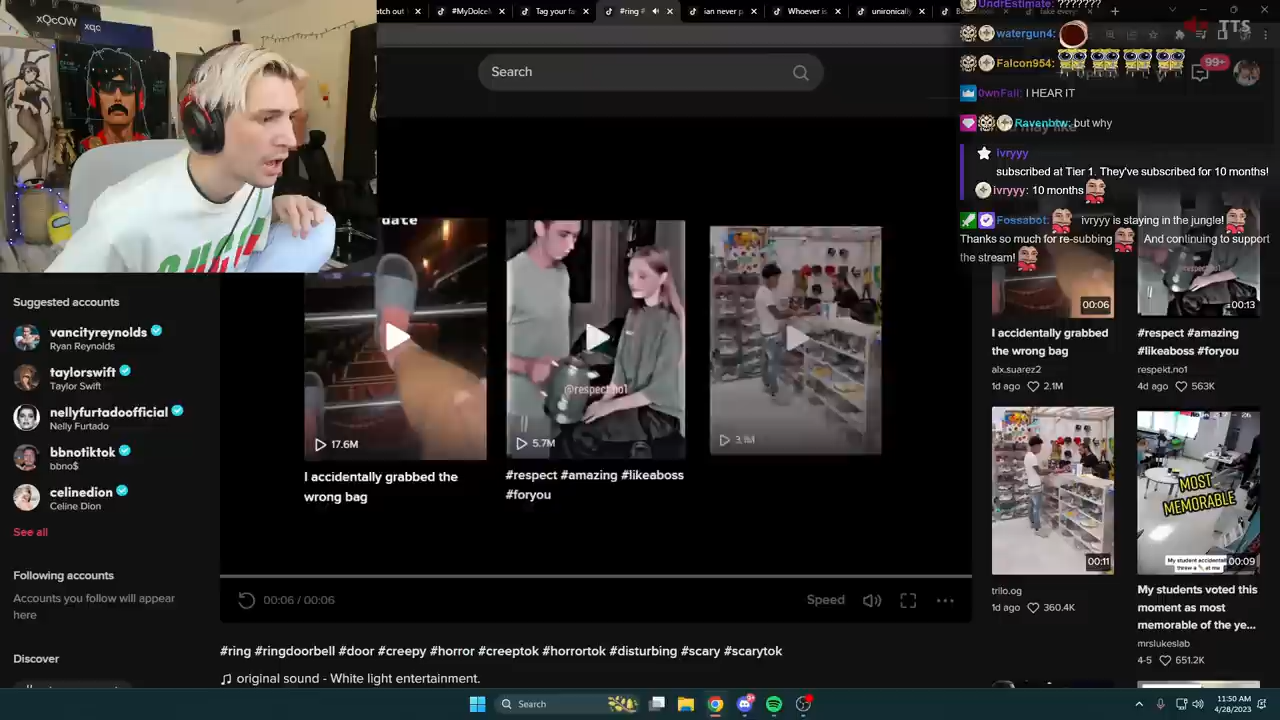 xQcOW
xqc
atch out
#MyDolceM
Tag your fa
#ring #
ian never p
Whoever is
unironically
UndrEstimate: ???????
watergun4:
TTS
Falcon954:
99+
0wnFall: I HEAR IT
Ravenbtw: but why
ivryyy
subscribed at Tier 1. They've subscribed for 10 months!
ivryyy: 10 months
Fossabot: ivryyy is staying in the jungle!
Thanks so much for re-subbing And continuing to support
the stream!
Search
date
Suggested accounts
vancityreynolds
Ryan Reynolds
taylorswift
Taylor Swift
nellyfurtadoofficial
Nelly Furtado
bbnotiktok
bbno$
celinedion
Celine Dion
See all
Following accounts
Accounts you follow will appear
here
Discover
17.6M
I accidentally grabbed the
wrong bag
@respect.no1
5.7M
#respect #amazing #likeaboss
#foryou
3.1M
00:06 / 00:06
Speed
#ring #ringdoorbell #door #creepy #horror #creeptok #horrortok #disturbing #scary #scarytok
original sound - White light entertainment.
00:06
I accidentally grabbed
the wrong bag
alx.suarez2
1d ago 2.1M
00:13
#respect #amazing
#likeaboss #foryou
respekt.no1
4d ago 563K
00:11
trilo.og
1d ago 360.4K
MOST
MEMORABLE
My student accidentally
threw a at me
00:09
My students voted this
moment as most
memorable of the ye...
mrslukeslab
4-5 651.2K
Search
11:50 AM
4/28/2023